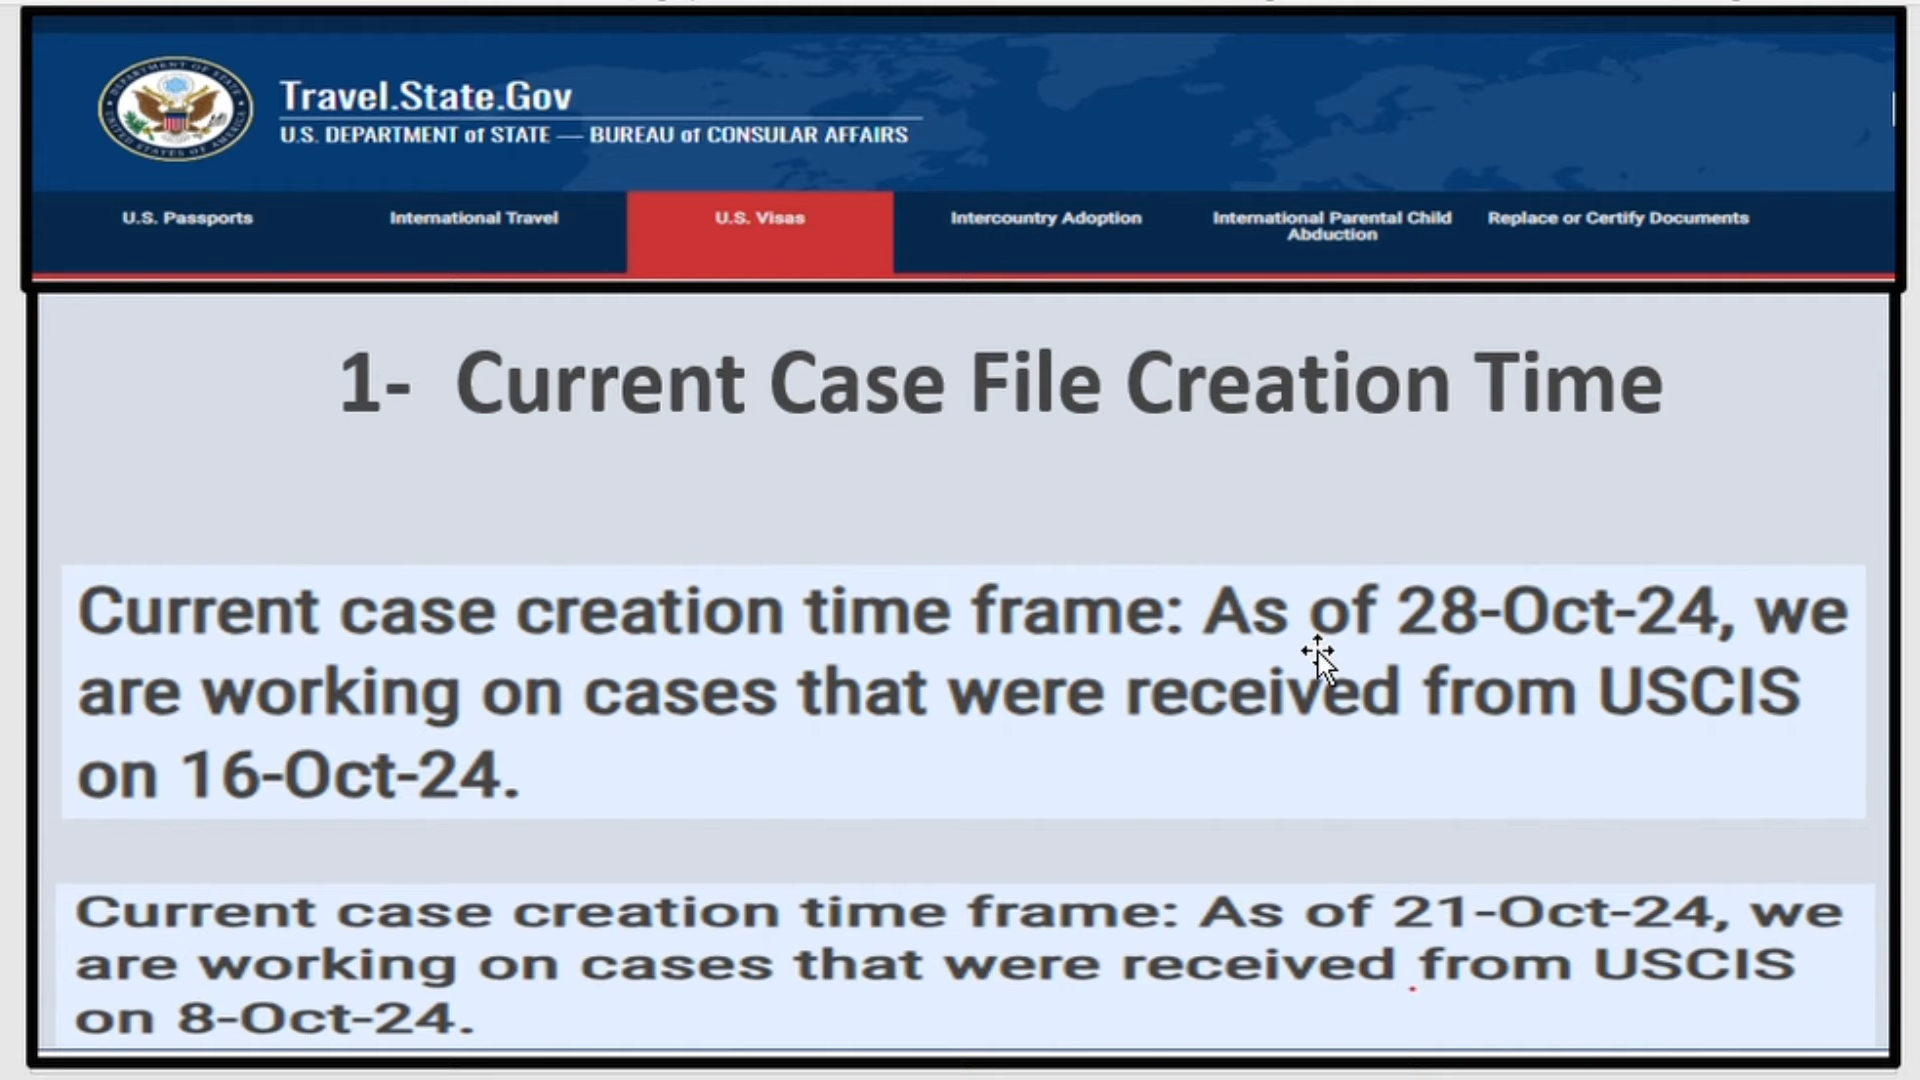 Travel.State.Gov
U.S. DEPARTMENT of STATE — BUREAU of CONSULAR AFFAIRS
U.S. Passports
International Travel
U.S. Visas
Intercountry Adoption
International Parental Child
Abduction
Replace or Certify Documents
1- Current Case File Creation Time
Current case creation time frame: As of 28-Oct-24, we
are working on cases that were received from USCIS
on 16-Oct-24.
Current case creation time frame: As of 21-Oct-24, we
are working on cases that were received from USCIS
on 8-Oct-24.